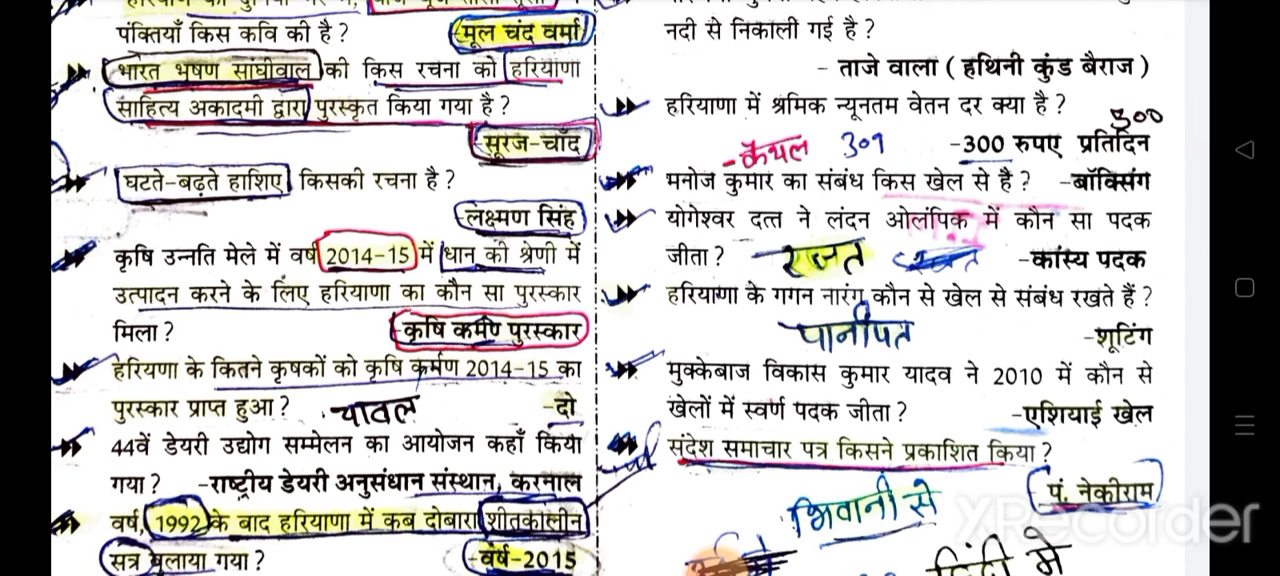 पंक्तियाँ किस कवि की है?
-मूल चंद वर्मा
भारत भूषण सांघीवाल की किस रचना को हरियाणा
साहित्य अकादमी द्वारा पुरस्कृत किया गया है?
-सूरज-चाँद
घटते-बढ़ते हाशिए किसकी रचना है?
-लक्ष्मण सिंह
कृषि उन्नति मेले में वर्ष 2014-15 में धान की श्रेणी में
उत्पादन करने के लिए हरियाणा का कौन सा पुरस्कार
मिला?
-कृषि कर्मण पुरस्कार
हरियणा के कितने कृषकों को कृषि कर्मण 2014-15 का
पुरस्कार प्राप्त हुआ? चावल -दो
44वें डेयरी उद्योग सम्मेलन का आयोजन कहाँ किया
गया? -राष्ट्रीय डेयरी अनुसंधान संस्थान, करनाल
वर्ष, 1992 के बाद हरियाणा में कब दोबारा शीतकालीन
सत्र बुलाया गया? -वर्ष-2015
नदी से निकाली गई है?
- ताजे वाला (हथिनी कुंड बैराज)
हरियाणा में श्रमिक न्यूनतम वेतन दर क्या है?
300
-कैथल 309 -300 रुपए प्रतिदिन
मनोज कुमार का संबंध किस खेल से है? -बॉक्सिंग
योगेश्वर दत्त ने लंदन ओलंपिक में कौन सा पदक
जीता? रजत -कांस्य पदक
हरियाणा के गगन नारंग कौन से खेल से संबंध रखते हैं?
पानीपत -शूटिंग
मुक्केबाज विकास कुमार यादव ने 2010 में कौन से
खेलों में स्वर्ण पदक जीता? -एशियाई खेल
संदेश समाचार पत्र किसने प्रकाशित किया?
-पं. नेकीराम
भिवानी से
XRecorder
हिंदी में